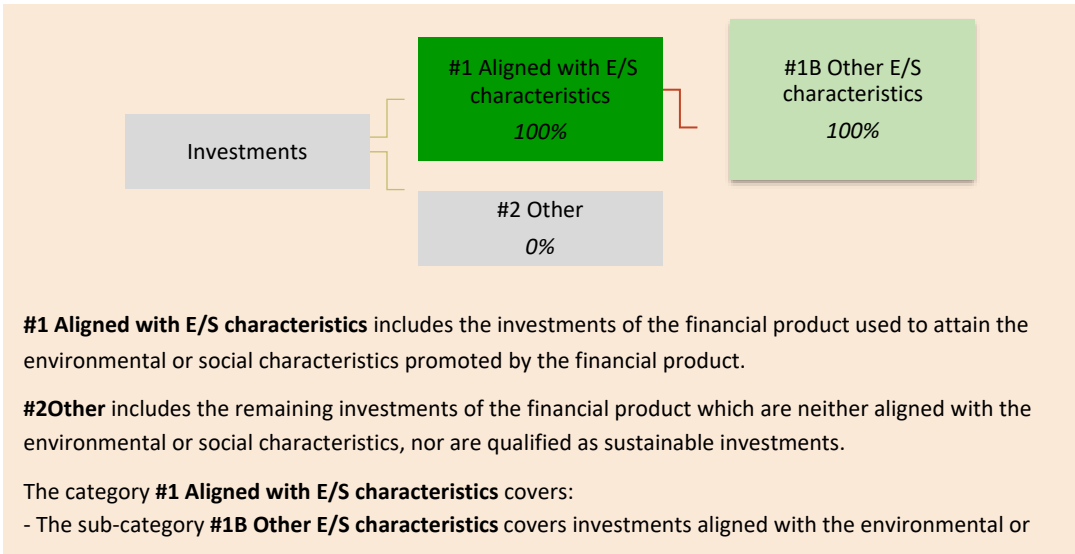 #1 Aligned with E/S
characteristics
100%
#1B Other E/S
characteristics
100%
Investments
#2 Other
0%
#1 Aligned with E/S characteristics includes the investments of the financial product used to attain the
environmental or social characteristics promoted by the financial product.
#2Other includes the remaining investments of the financial product which are neither aligned with the
environmental or social characteristics, nor are qualified as sustainable investments.
The category #1 Aligned with E/S characteristics covers:
- The sub-category #1B Other E/S characteristics covers investments aligned with the environmental or